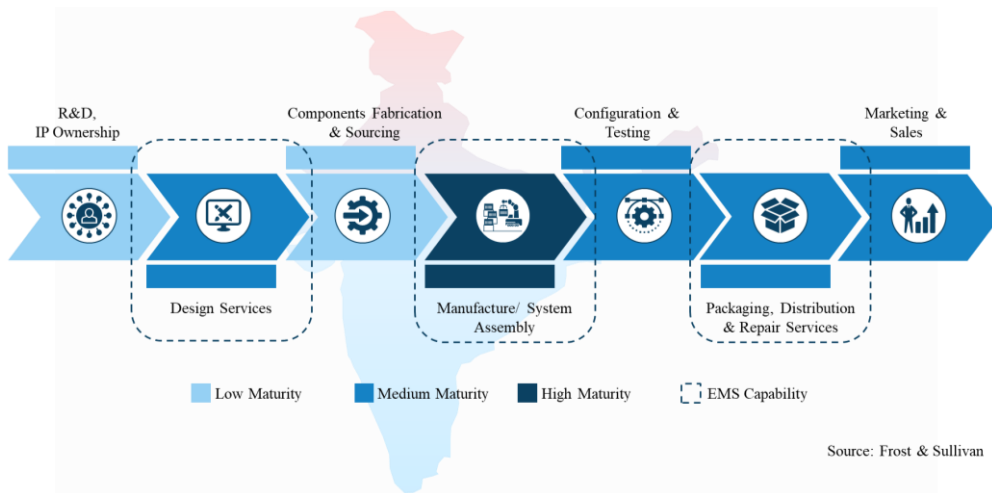 R&D,
IP Ownership
Components Fabrication
& Sourcing
Configuration &
Testing
Marketing &
Sales
Design Services
Manufacture/ System
Assembly
Packaging, Distribution
& Repair Services
Low Maturity
Medium Maturity
High Maturity
EMS Capability
Source: Frost & Sullivan